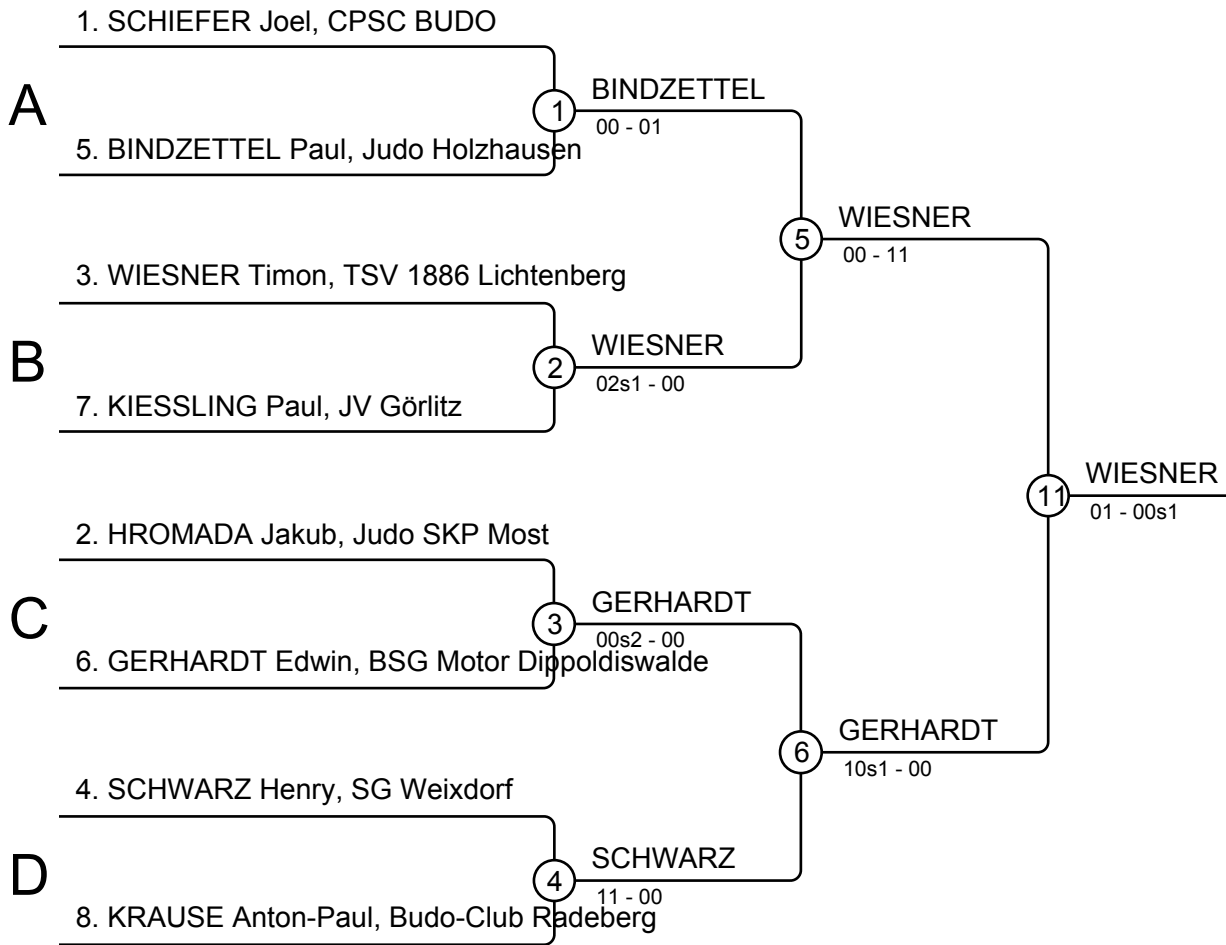 1. SCHIEFER Joel, CPSC BUDO
A
1
BINDZETTEL
00 - 01
5. BINDZETTEL Paul, Judo Holzhausen
5
WIESNER
00 - 11
3. WIESNER Timon, TSV 1886 Lichtenberg
B
2
WIESNER
02s1 - 00
7. KIESSLING Paul, JV Görlitz
11
WIESNER
01 - 00s1
2. HROMADA Jakub, Judo SKP Most
C
3
GERHARDT
00s2 - 00
6. GERHARDT Edwin, BSG Motor Dippoldiswalde
6
GERHARDT
10s1 - 00
4. SCHWARZ Henry, SG Weixdorf
D
4
SCHWARZ
11 - 00
8. KRAUSE Anton-Paul, Budo-Club Radeberg